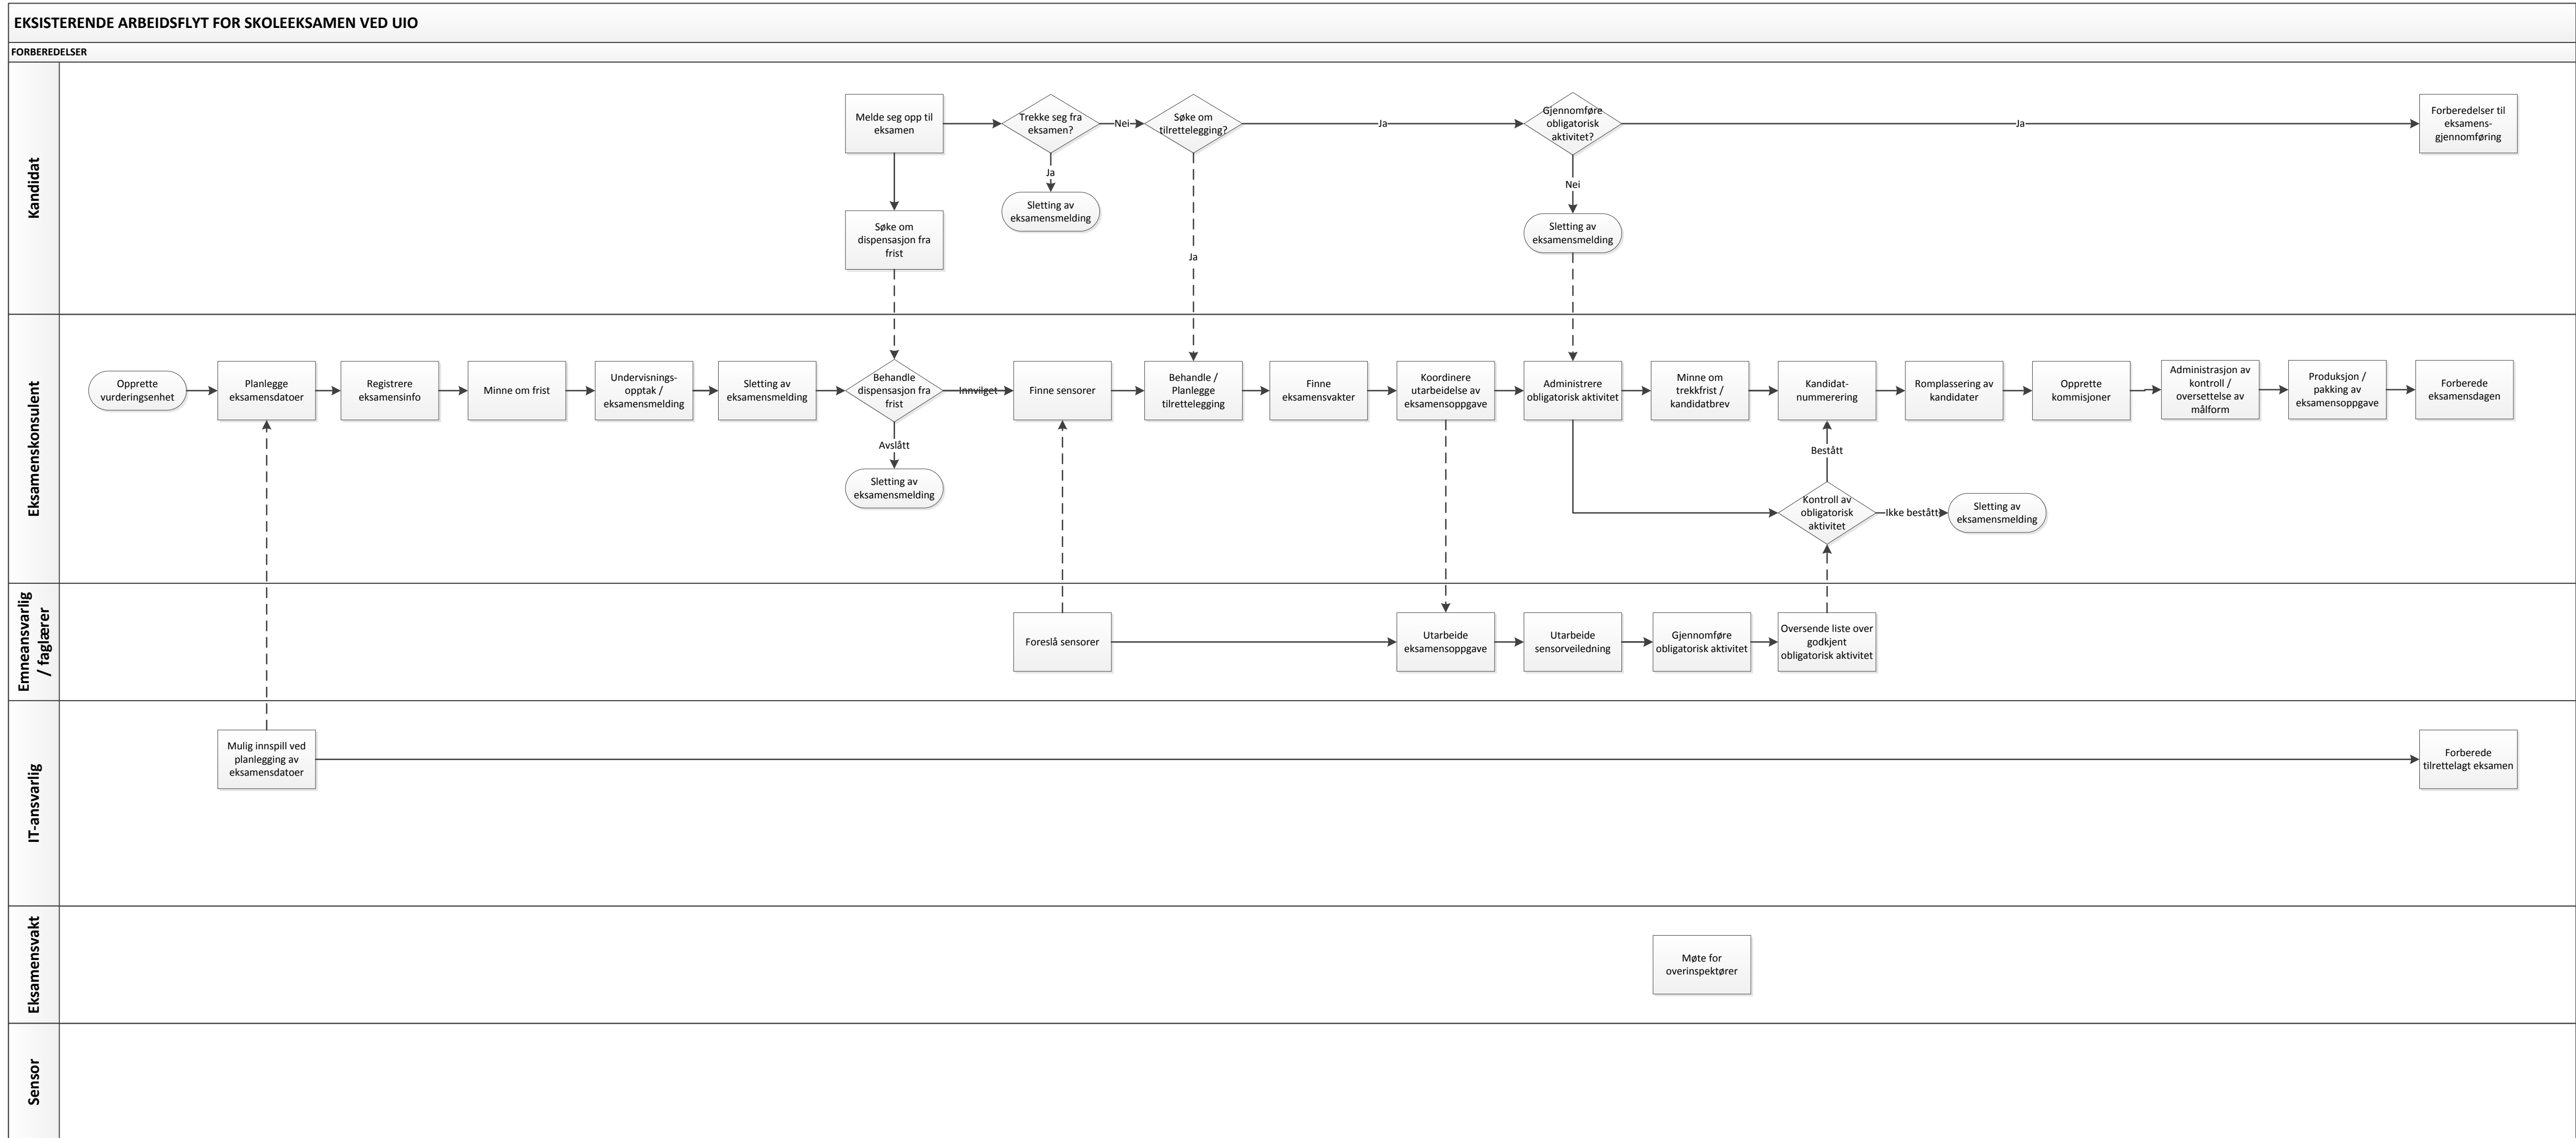 EKSISTERENDE ARBEIDSFLYT FOR SKOLEEKSAMEN VED UIO
FORBEREDELSER
Kandidat
Melde seg opp til
eksamen
Trekke seg fra
eksamen?
Nei
Søke om
tilrettelegging?
Ja
Gjennomføre
obligatorisk
aktivitet?
Ja
Forberedelser til
eksamens-
gjennomføring
Ja
Sletting av
eksamensmelding
Nei
Søke om
dispensasjon fra
frist
Sletting av
eksamensmelding
Ja
Eksamenskonsulent
Opprette
vurderingsenhet
Planlegge
eksamensdatoer
Registrere
eksamensinfo
Minne om frist
Undervisnings-
opptak /
eksamensmelding
Sletting av
eksamensmelding
Behandle
dispensasjon fra
frist
Innvilget
Finne sensorer
Behandle /
Planlegge
tilrettelegging
Finne
eksamensvakter
Koordinere
utarbeidelse av
eksamensoppgave
Administrere
obligatorisk aktivitet
Minne om
trekkfrist /
kandidatbrev
Kandidat-
nummerering
Romplassering av
kandidater
Opprette
kommisjoner
Administrasjon av
kontroll /
oversettelse av
målform
Produksjon /
pakking av
eksamensoppgave
Forberede
eksamensdagen
Avslått
Sletting av
eksamensmelding
Bestått
Kontroll av
obligatorisk
aktivitet
Ikke bestått
Sletting av
eksamensmelding
Emneansvarlig
/ faglærer
Foreslå sensorer
Utarbeide
eksamensoppgave
Utarbeide
sensorveiledning
Gjennomføre
obligatorisk aktivitet
Oversende liste over
godkjent
obligatorisk aktivitet
IT-ansvarlig
Mulig innspill ved
planlegging av
eksamensdatoer
Forberede
tilrettelagt eksamen
Eksamensvakt
Møte for
overinspektører
Sensor